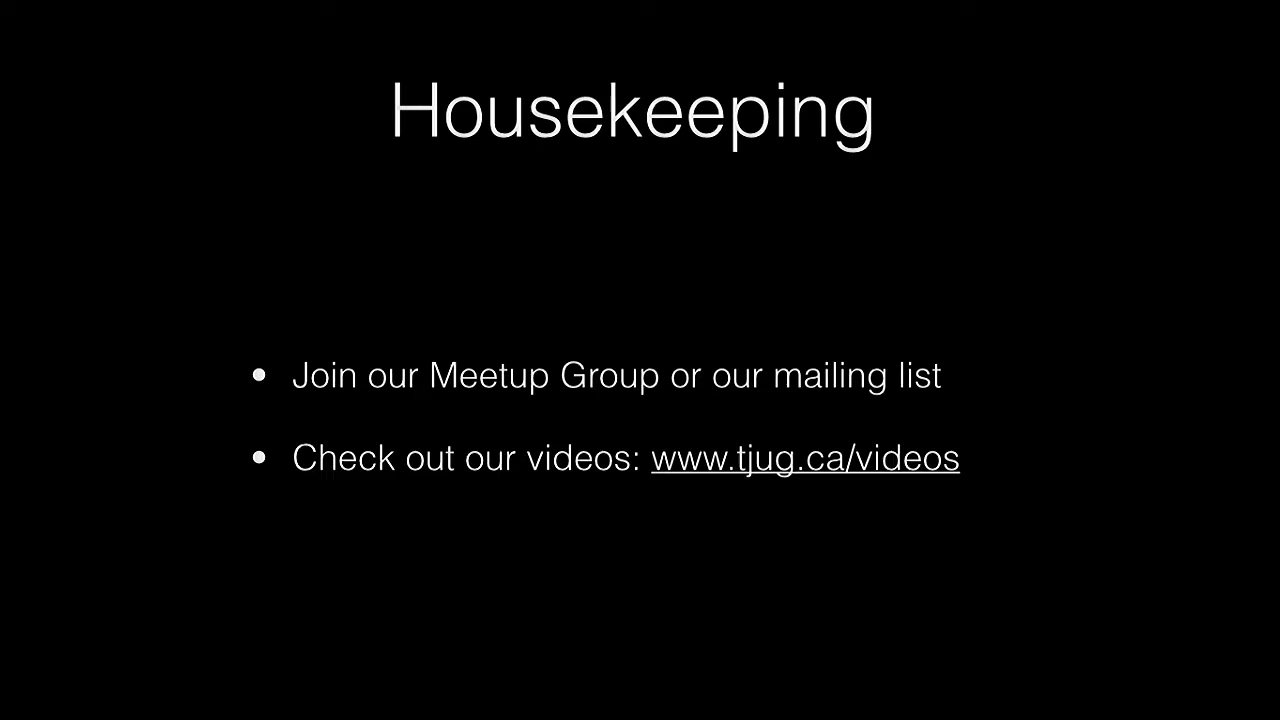 Housekeeping
• Join our Meetup Group or our mailing list
• Check out our videos: www.tjug.ca/videos